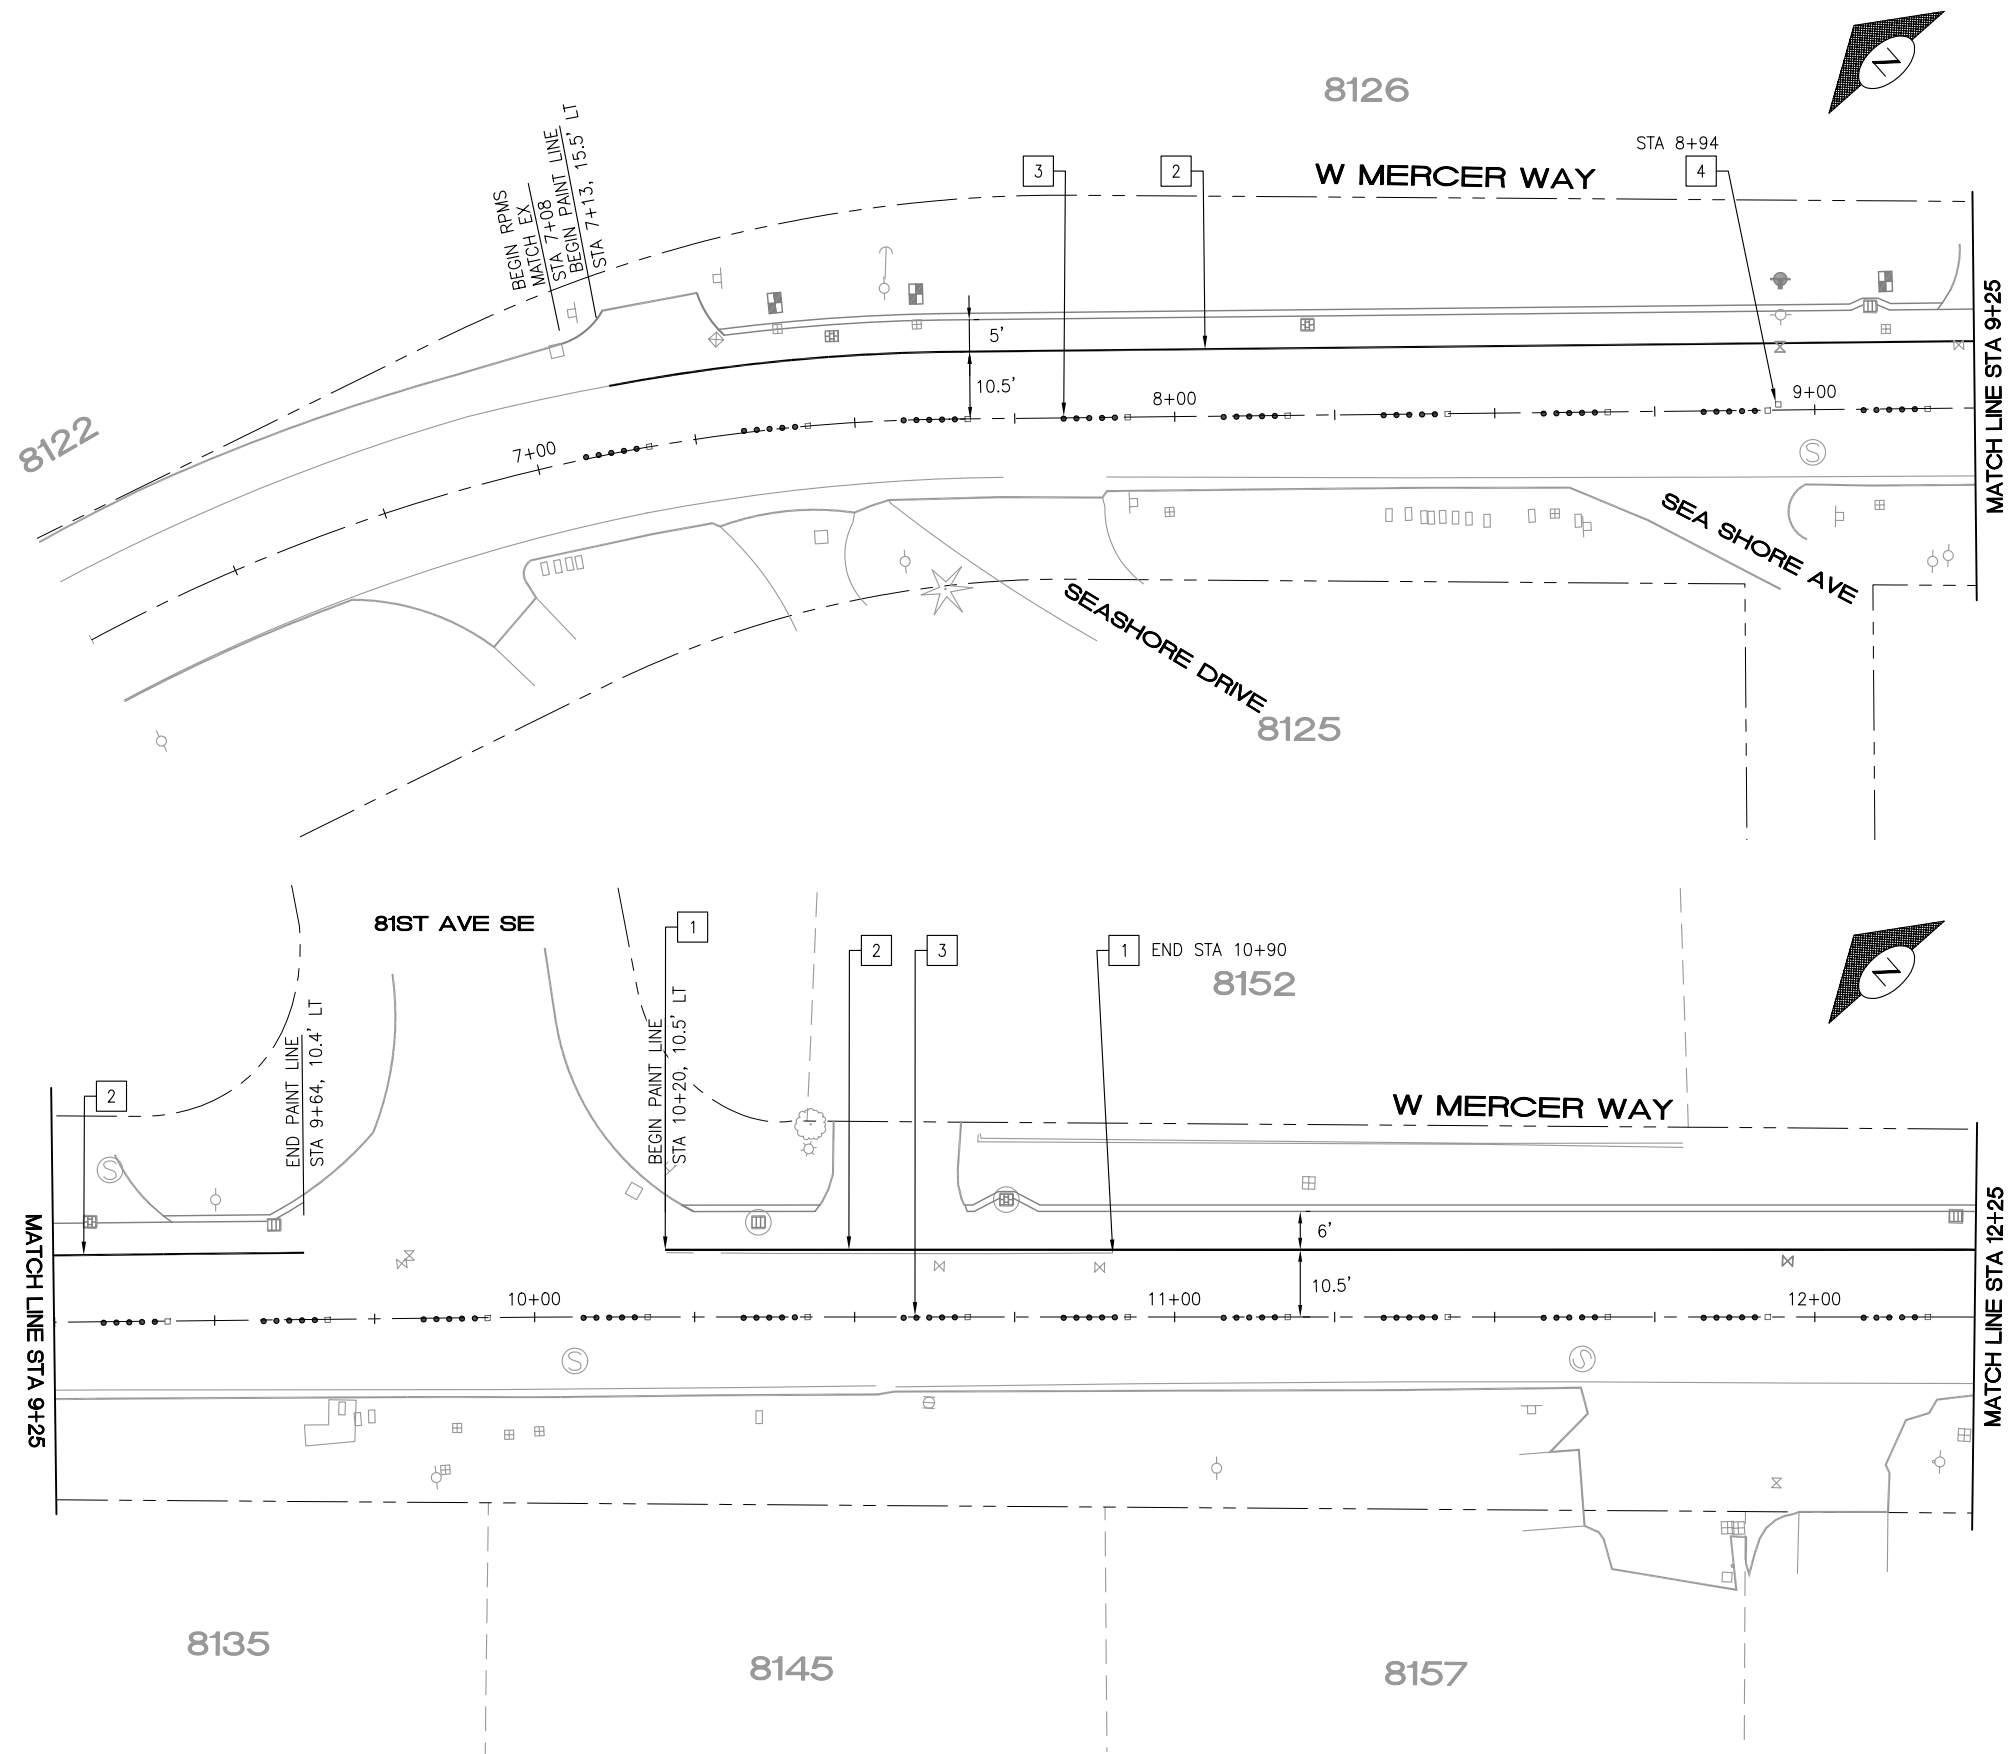 8126
N
STA 8+94
3
2
4
W MERCER WAY
BEGIN RPMS
MATCH EX
STA 7+08
BEGIN PAINT LINE
STA 7+13, 15.5' LT
5'
10.5'
8+00
9+00
7+00
8122
S
MATCH LINE STA 9+25
SEA SHORE AVE
SEASHORE DRIVE
8125
81ST AVE SE
1
2
3
1 END STA 10+90
8152
N
END PAINT LINE
STA 9+64, 10.4' LT
BEGIN PAINT LINE
STA 10+20, 10.5' LT
2
W MERCER WAY
S
6'
10.5'
10+00
11+00
12+00
S
S
MATCH LINE STA 9+25
MATCH LINE STA 12+25
8135
8145
8157